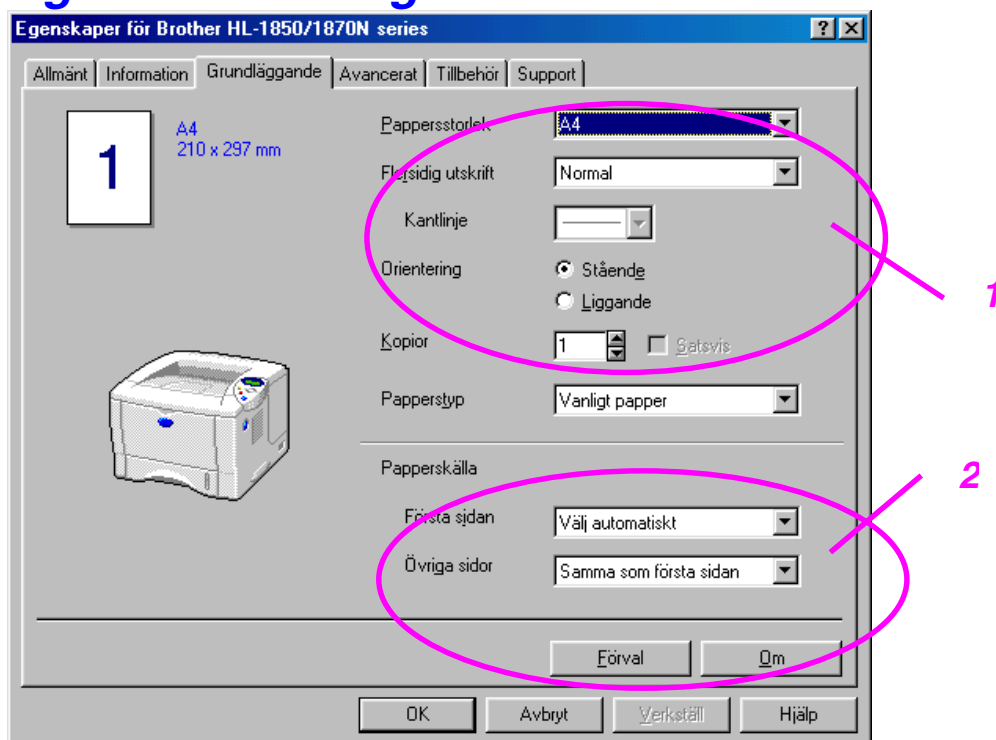 Egenskaper för Brother HL-1850/1870N series
Allmänt Information Grundläggande Avancerat Tillbehör Support
1
A4
210 x 297 mm
Pappersstorlek A4
Flersidig utskrift Normal
Kantlinje
Orientering Stående
Liggande
1
Kopior 1 Satsvis
Papperstyp Vanligt papper
Papperskälla
2
Första sidan Välj automatiskt
Övriga sidor Samma som första sidan
Förval Om
OK Avbryt Verkställ Hjälp